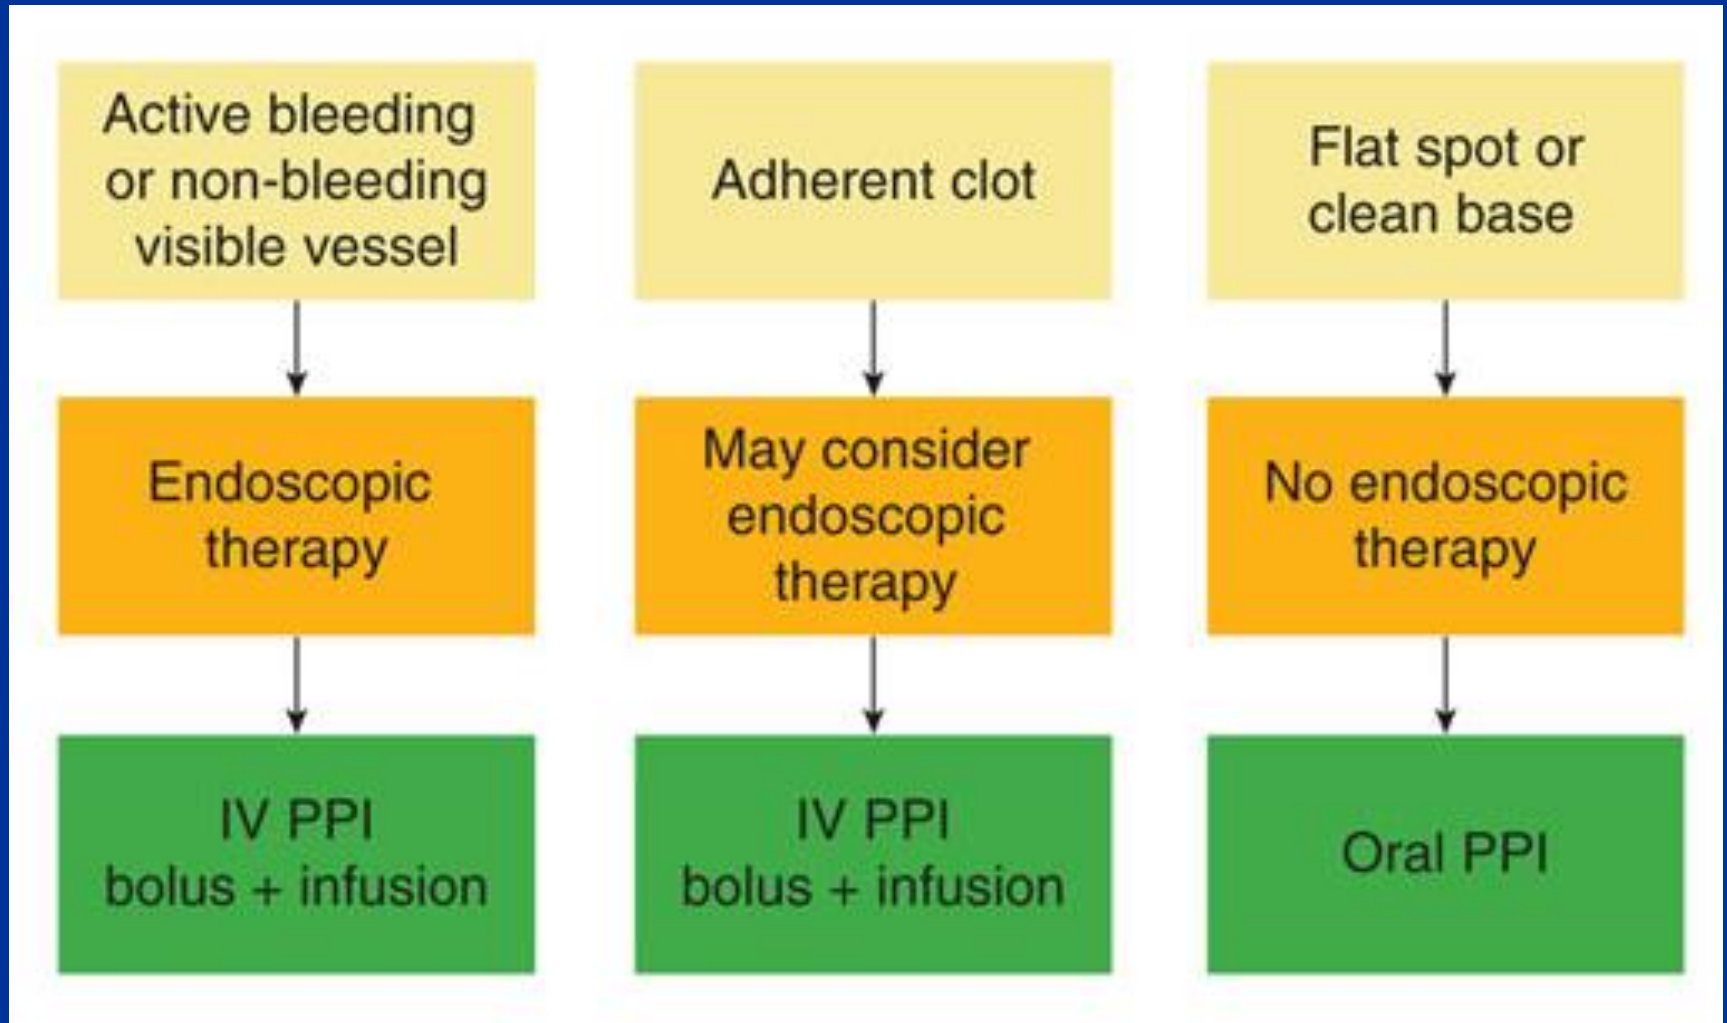 Active bleeding
or non-bleeding
visible vessel
Adherent clot
Flat spot or
clean base
Endoscopic
therapy
May consider
endoscopic
therapy
No endoscopic
therapy
IV PPI
bolus + infusion
IV PPI
bolus + infusion
Oral PPI